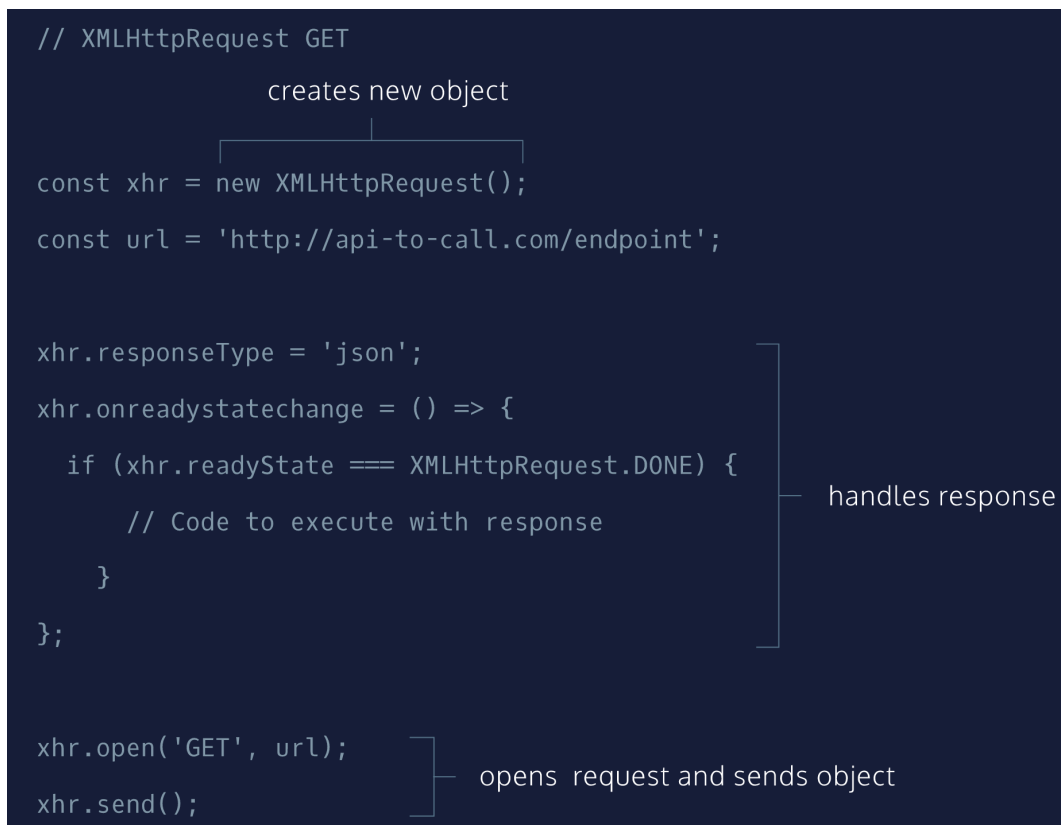 // XMLHttpRequest GET
creates new object
const xhr = new XMLHttpRequest();
const url = 'http://api-to-call.com/endpoint';
xhr.responseType = 'json';
xhr.onreadystatechange = () => {
if (xhr.readyState === XMLHttpRequest.DONE) {
handles response
// Code to execute with response
}
};
xhr.open('GET', url);
opens request and sends object
xhr.send();